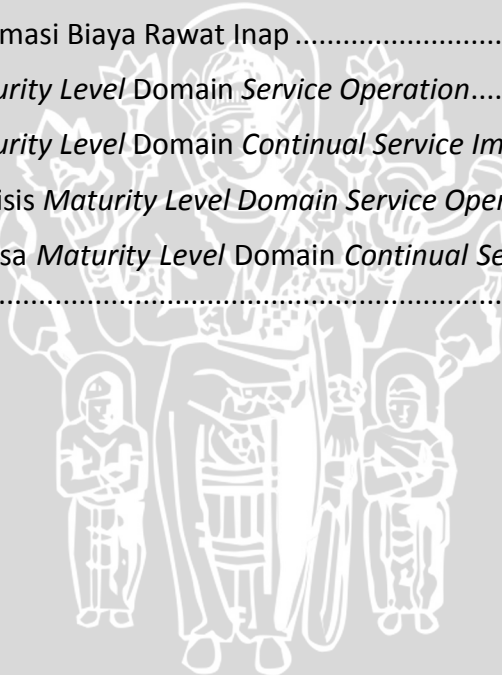 masi Biaya Rawat Inap ........................
urity Level Domain Service Operation.....
urity Level Domain Continual Service Im
isis Maturity Level Domain Service Oper
sa Maturity Level Domain Continual Se
................................................................